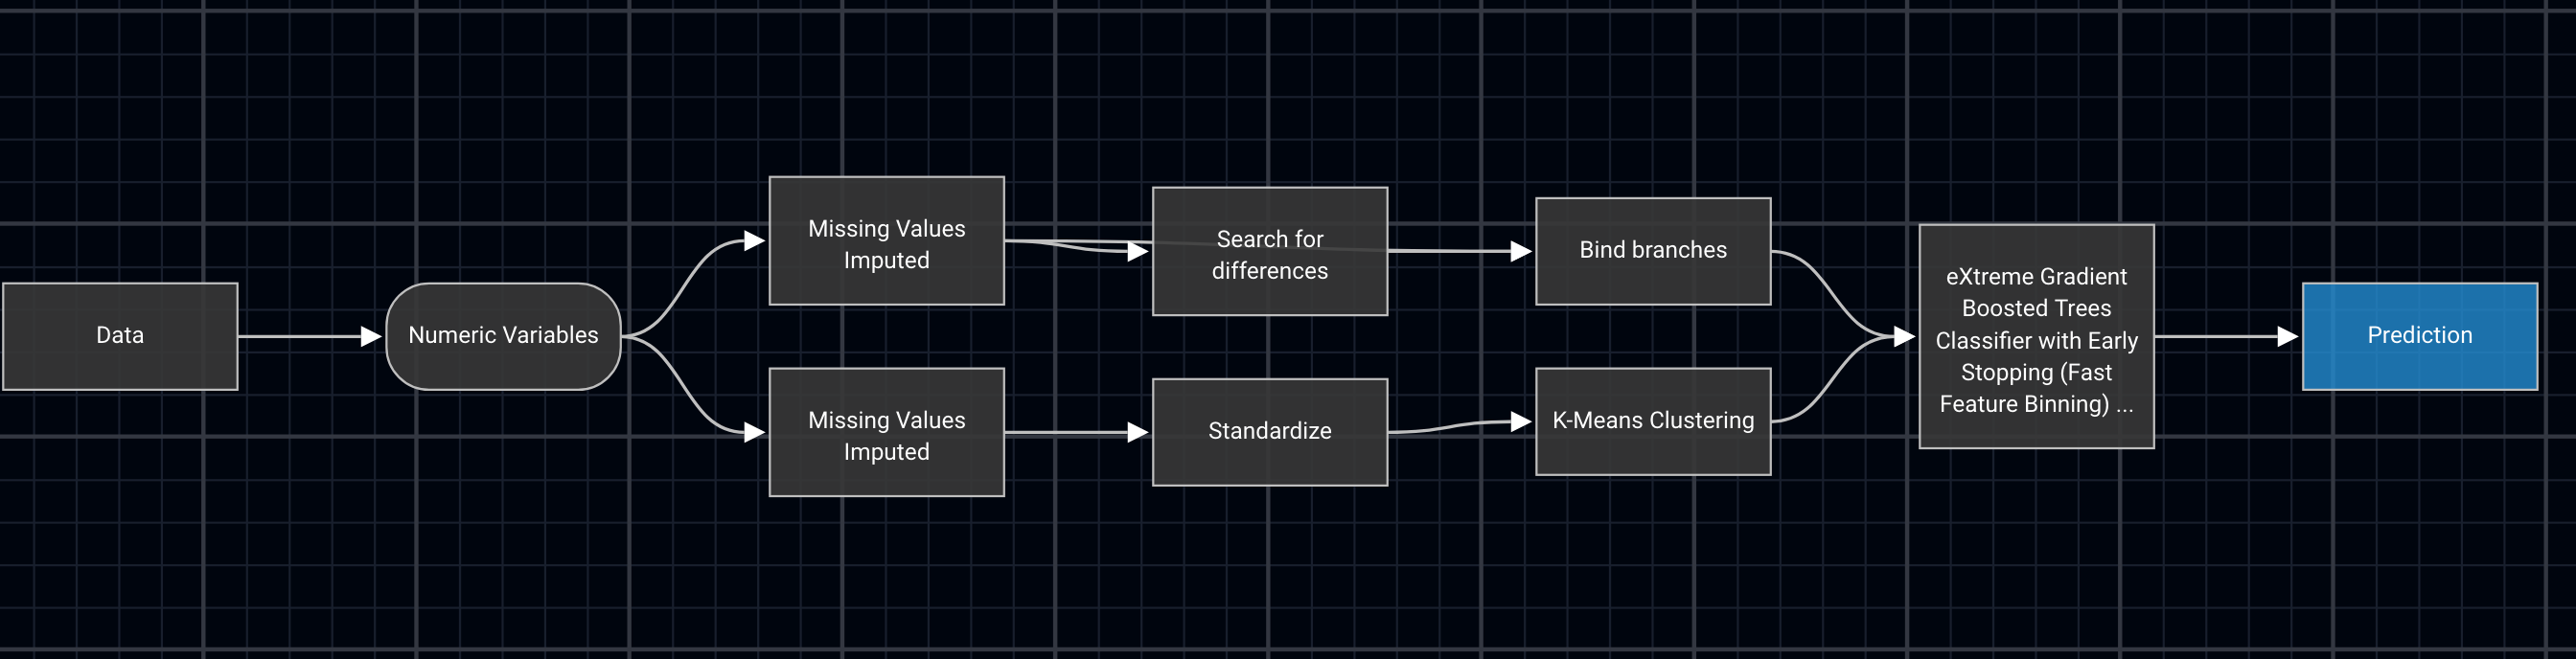 Data
Numeric Variables
Missing Values
Imputed
Missing Values
Imputed
Search for
differences
Standardize
Bind branches
K-Means Clustering
eXtreme Gradient
Boosted Trees
Classifier with Early
Stopping (Fast
Feature Binning) ...
Prediction